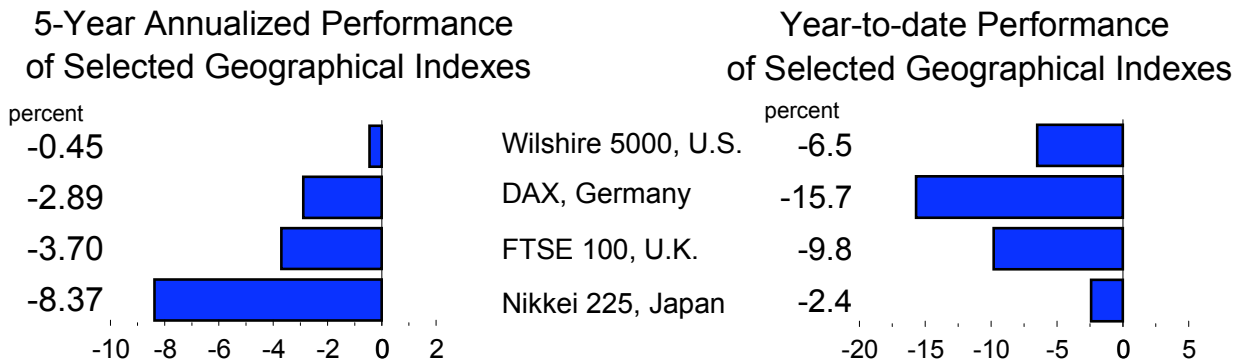 5-Year Annualized Performance
of Selected Geographical Indexes
percent
-0.45
-2.89
-3.70
-8.37
-10 -8 -6 -4 -2 0 2
Wilshire 5000, U.S.
DAX, Germany
FTSE 100, U.K.
Nikkei 225, Japan
Year-to-date Performance
of Selected Geographical Indexes
percent
-6.5
-15.7
-9.8
-2.4
-20 -15 -10 -5 0 5